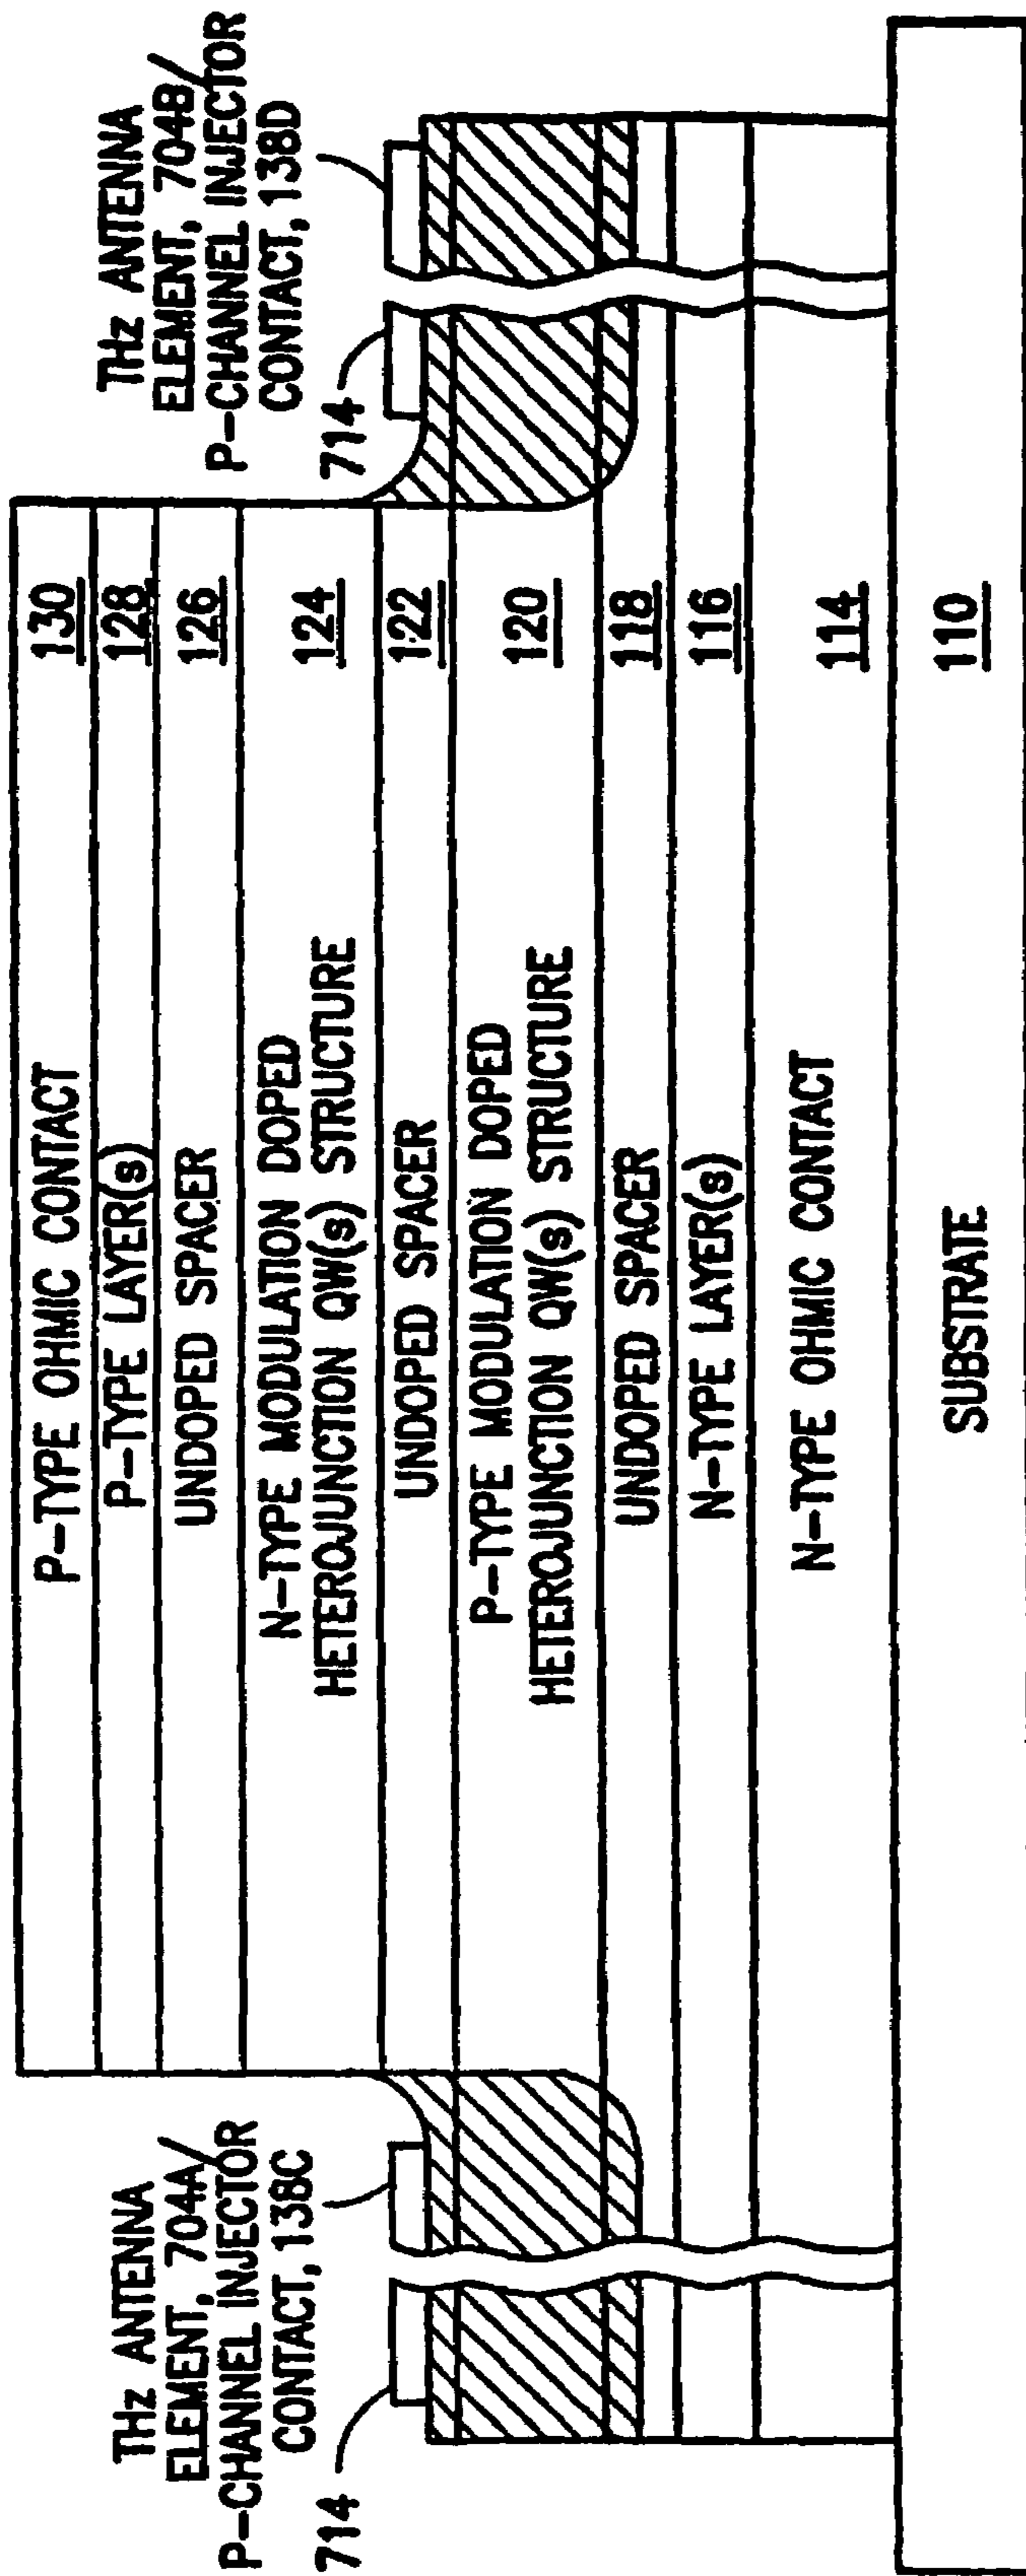 THz ANTENNA
ELEMENT, 704A/
P-CHANNEL INJECTOR
CONTACT, 138C
714
THz ANTENNA
ELEMENT, 704B/
P-CHANNEL INJECTOR
CONTACT, 138D
714
P-TYPE OHMIC CONTACT 130
P-TYPE LAYER(s) 128
UNDOPED SPACER 126
N-TYPE MODULATION DOPED
HETEROJUNCTION QW(s) STRUCTURE 124
UNDOPED SPACER 122
P-TYPE MODULATION DOPED
HETEROJUNCTION QW(s) STRUCTURE 120
UNDOPED SPACER 118
N-TYPE LAYER(s) 116
N-TYPE OHMIC CONTACT 114
SUBSTRATE 110